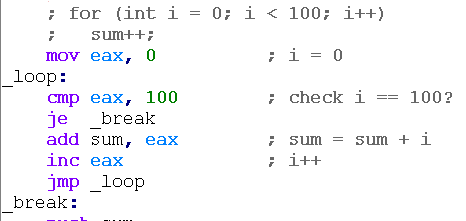 ; for (int i = 0; i < 100; i++)
;   sum++;
mov eax, 0          ; i = 0
_loop:
cmp eax, 100        ; check i == 100?
je  _break
add sum, eax        ; sum = sum + i
inc eax             ; i++
jmp _loop
_break: